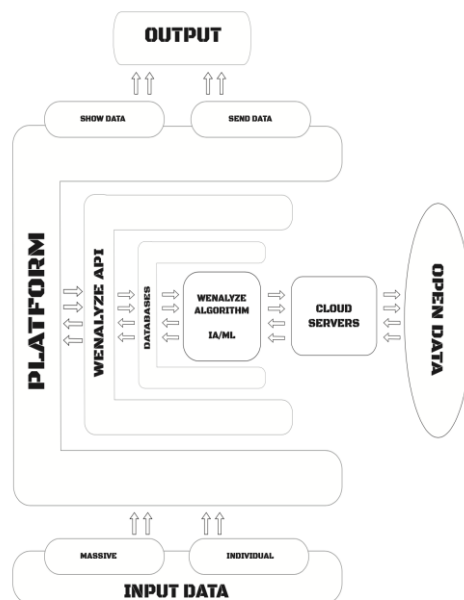 OUTPUT
SHOW DATA
SEND DATA
PLATFORM
WENALYZE API
DATABASES
WENALYZE
ALGORITHM
IA/ML
CLOUD
SERVERS
OPEN DATA
MASSIVE
INDIVIDUAL
INPUT DATA